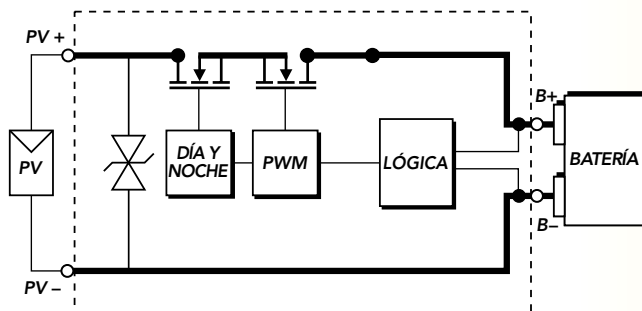 PV +
B+
DÍA Y
NOCHE
PWM
LÓGICA
BATERÍA
PV
B–
PV –